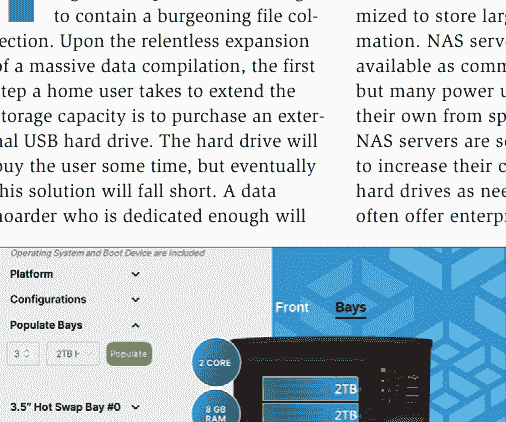 to contain a burgeoning file col-
ection. Upon the relentless expansion
of a massive data compilation, the first
tep a home user takes to extend the
torage capacity is to purchase an exter-
nal USB hard drive. The hard drive will
buy the user some time, but eventually
his solution will fall short. A data
hoarder who is dedicated enough will
mized to store larg
mation. NAS serve
available as comm
but many power u
their own from sp
NAS servers are so
to increase their c
hard drives as nee
often offer enterpr
Operating System and Boot Device are Included
Platform
Configurations
Populate Bays
3
2TB H
Populate
3.5" Hot Swap Bay #0
Front
Bays
2 CORE
8 GB
RAM
2TB
2TB